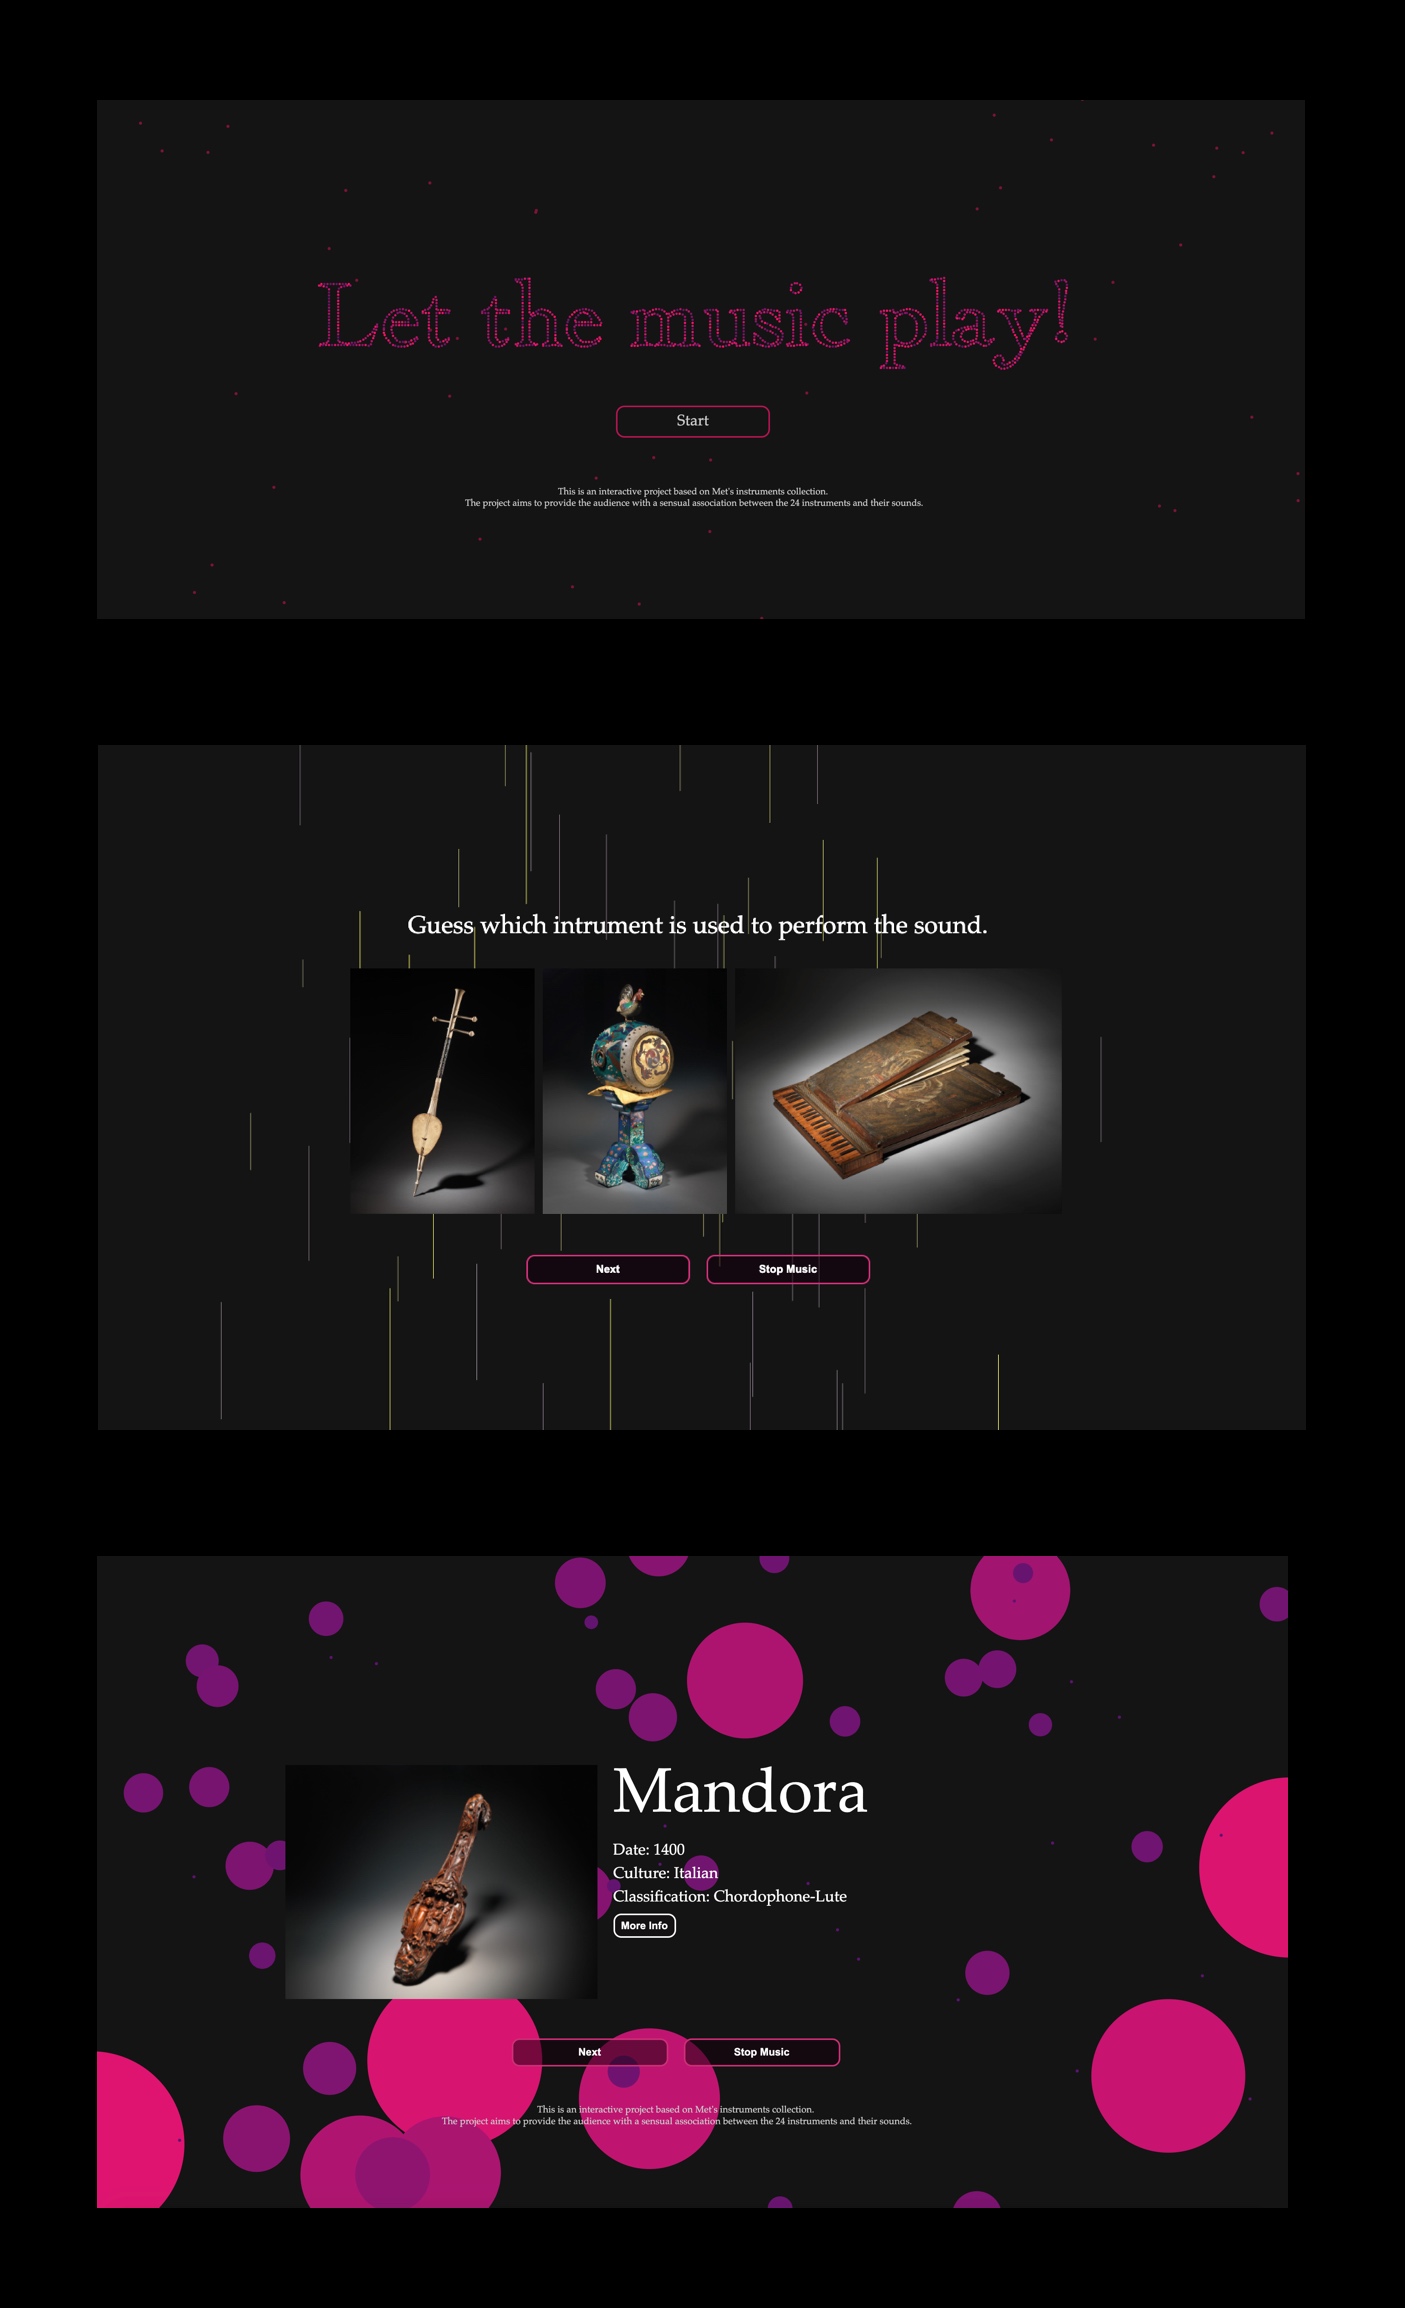 Let the music play!
Start
This is an interactive project based on Met's instruments collection.
The project aims to provide the audience with a sensual association between the 24 instruments and their sounds.
Guess which intrument is used to perform the sound.
Next
Stop Music
Mandora
Date: 1400
Culture: Italian
Classification: Chordophone-Lute
More Info
Next
Stop Music
This is an interactive project based on Met's instruments collection.
The project aims to provide the audience with a sensual association between the 24 instruments and their sounds.